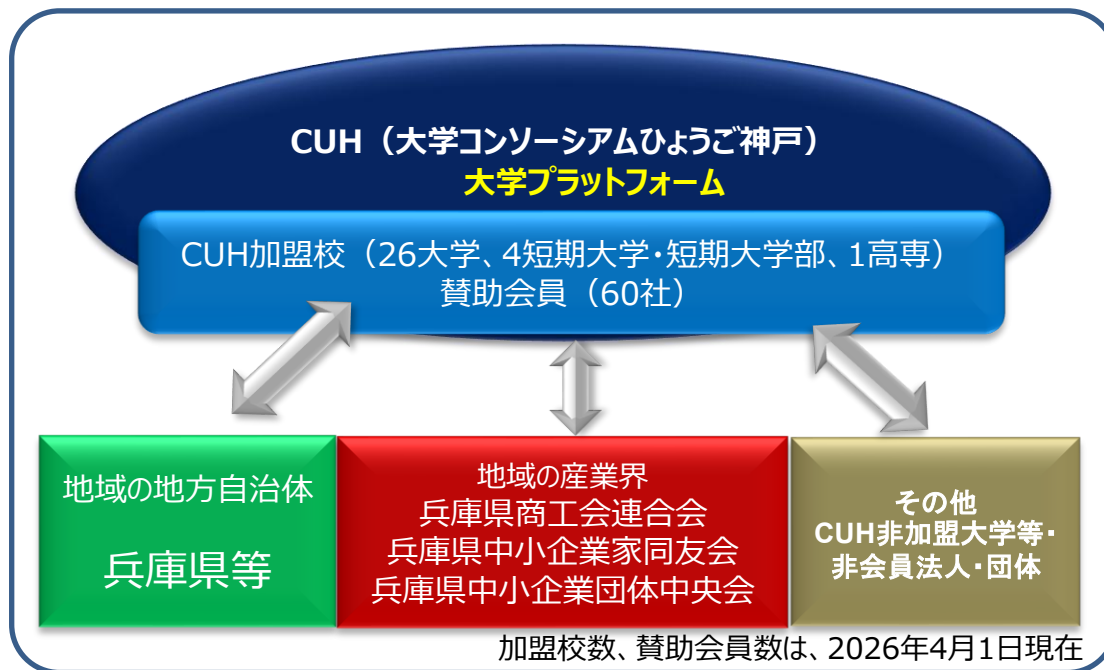 CUH（大学コンソーシアムひょうご神戸）
大学プラットフォーム
CUH加盟校（26大学、4短期大学・短期大学部、1高専）
賛助会員（60社）
地域の地方自治体
兵庫県等
地域の産業界
兵庫県商工会連合会
兵庫県中小企業家同友会
兵庫県中小企業団体中央会
その他
CUH非加盟大学等・
非会員法人・団体
加盟校数、賛助会員数は、2026年4月1日現在